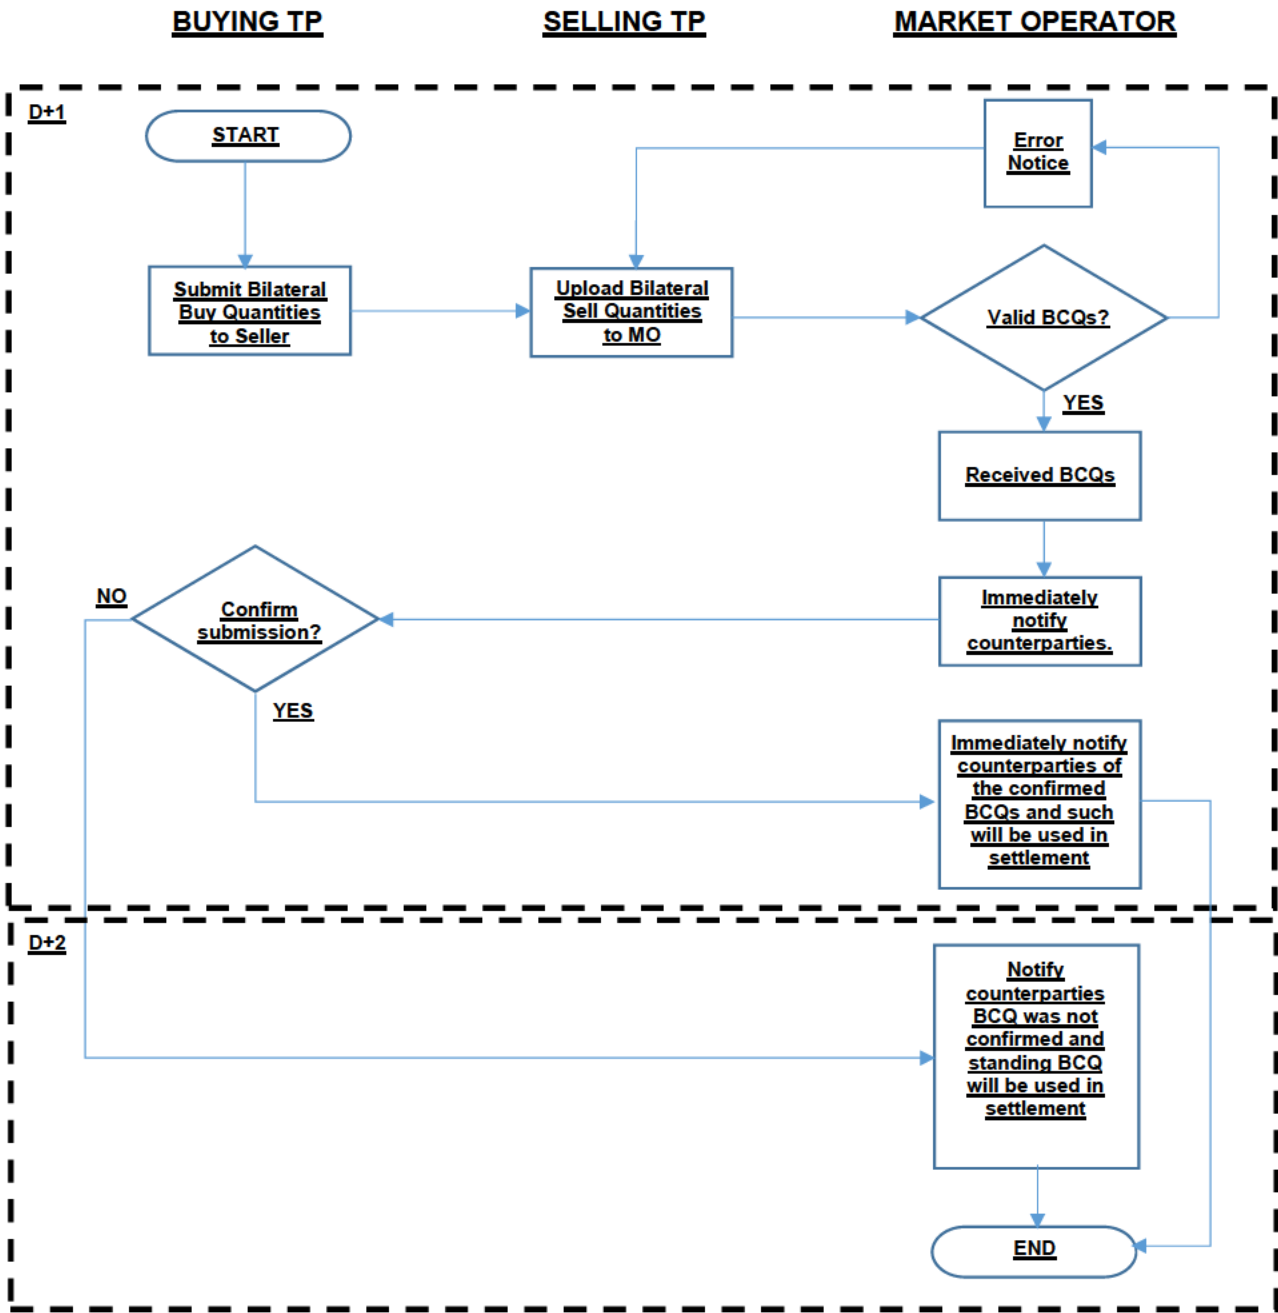 BUYING TP
SELLING TP
MARKET OPERATOR
D+1
START
Error
Notice
Submit Bilateral
Buy Quantities
to Seller
Upload Bilateral
Sell Quantities
to MO
Valid BCQs?
YES
Received BCQs
NO
Confirm
submission?
Immediately
notify
counterparties.
YES
Immediately notify
counterparties of
the confirmed
BCQs and such
will be used in
settlement
D+2
Notify
counterparties
BCQ was not
confirmed and
standing BCQ
will be used in
settlement
END